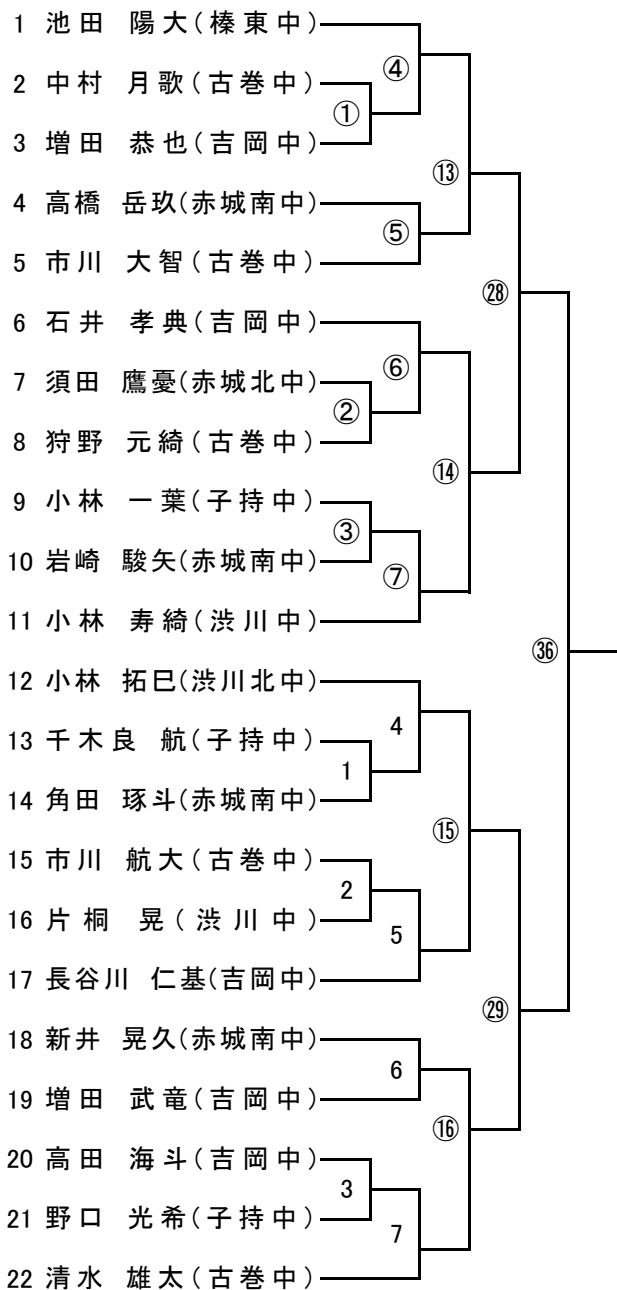 1 池田 陽大(榛東中)
④
2 中村 月歌(古巻中)
①
3 増田 恭也(吉岡中)
⑬
4 高橋 岳玖(赤城南中)
⑤
5 市川 大智(古巻中)
㉘
6 石井 孝典(吉岡中)
⑥
7 須田 鷹憂(赤城北中)
②
8 狩野 元綺(古巻中)
⑭
9 小林 一葉(子持中)
③
10 岩崎 駿矢(赤城南中)
⑦
11 小林 寿綺(渋川中)
㊱
12 小林 拓巳(渋川北中)
4
13 千木良 航(子持中)
1
14 角田 琢斗(赤城南中)
⑮
15 市川 航大(古巻中)
2
16 片桐 晃(渋川中)
5
17 長谷川 仁基(吉岡中)
㉙
18 新井 晃久(赤城南中)
6
19 増田 武竜(吉岡中)
⑯
20 高田 海斗(吉岡中)
3
21 野口 光希(子持中)
7
22 清水 雄太(古巻中)